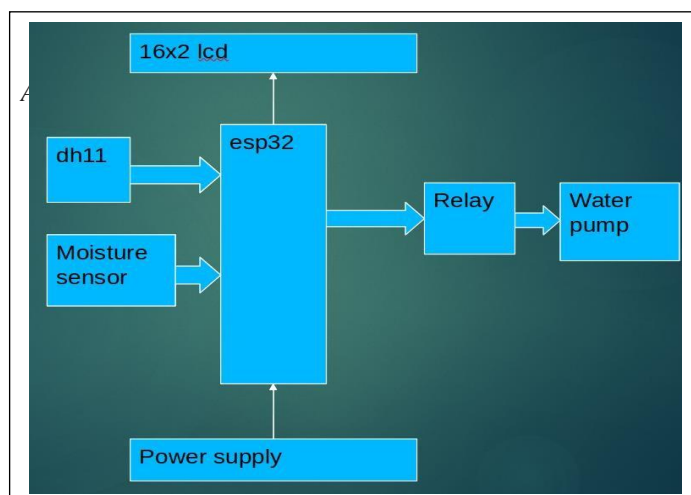 16x2 lcd
dh11
esp32
Moisture
sensor
Relay
Water
pump
Power supply